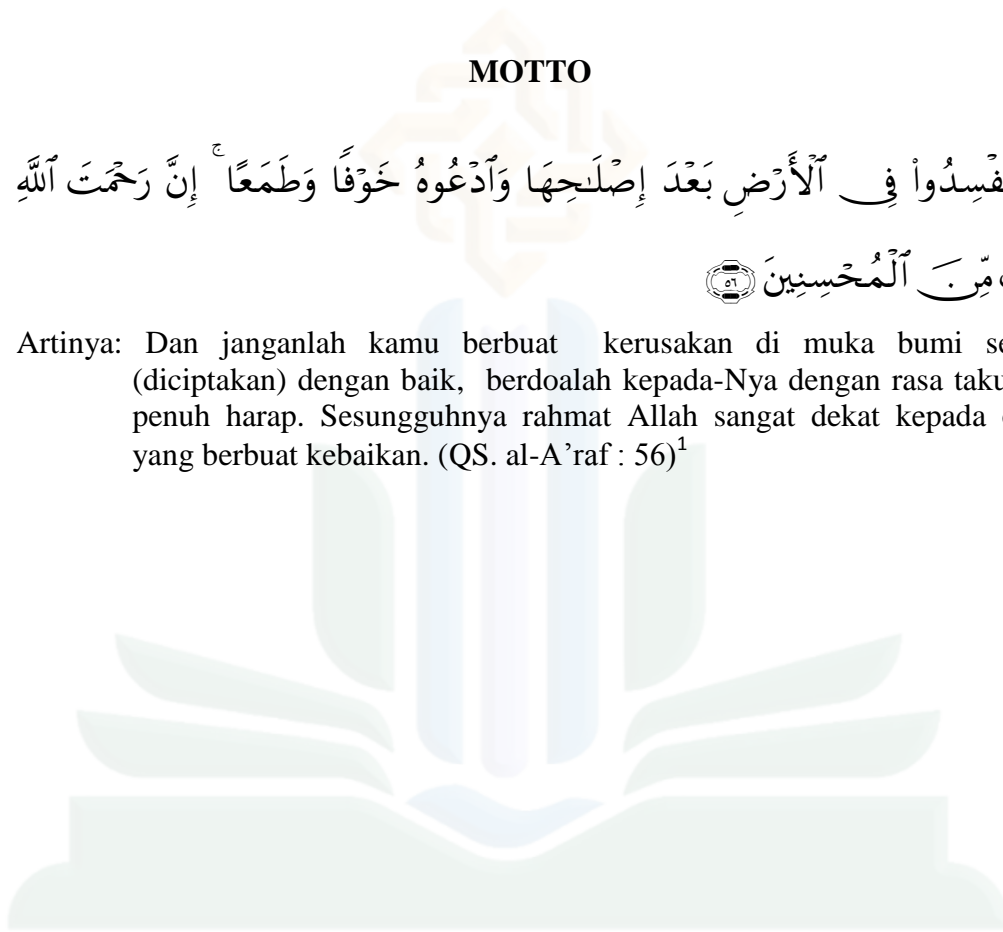 MOTTO
فۡسِدُواْ فِي ٱلۡأَرۡضِ بَعۡدَ إِصۡلَٰحِهَا وَٱدۡعُوهُ خَوۡفٗا وَطَمَعًاۚ إِنَّ رَحۡمَتَ ٱللَّهِ
مِّنَ ٱلۡمُحۡسِنِينَ ٥٦
Artinya: Dan janganlah kamu berbuat kerusakan di muka bumi se
(diciptakan) dengan baik, berdoalah kepada-Nya dengan rasa taku
penuh harap. Sesungguhnya rahmat Allah sangat dekat kepada
yang berbuat kebaikan. (QS. al-A’raf : 56)¹